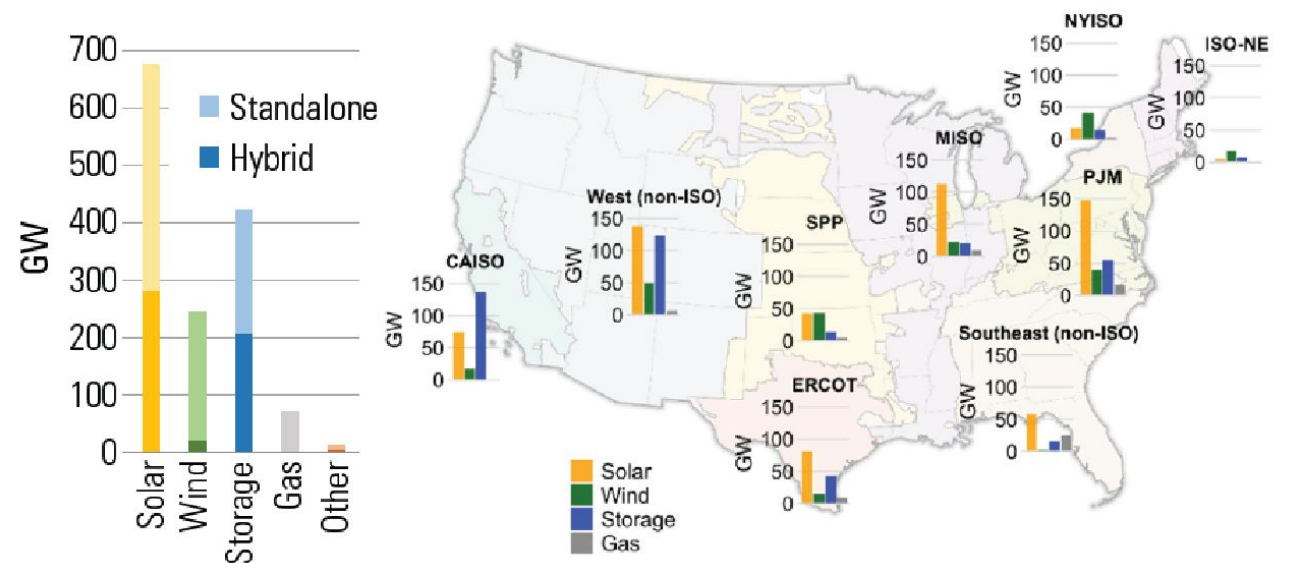 700
600
500
400
300
200
100
0
GW
Standalone
Hybrid
Solar
Wind
Storage
Gas
Other
NYISO
150
100
50
0
GW
ISO-NE
150
100
50
0
GW
MISO
150
100
50
0
GW
PJM
150
100
50
0
GW
West (non-ISO)
150
100
50
0
GW
SPP
150
100
50
0
GW
CAISO
150
100
50
0
GW
Southeast (non-ISO)
150
100
50
0
GW
ERCOT
150
100
50
0
GW
Solar
Wind
Storage
Gas